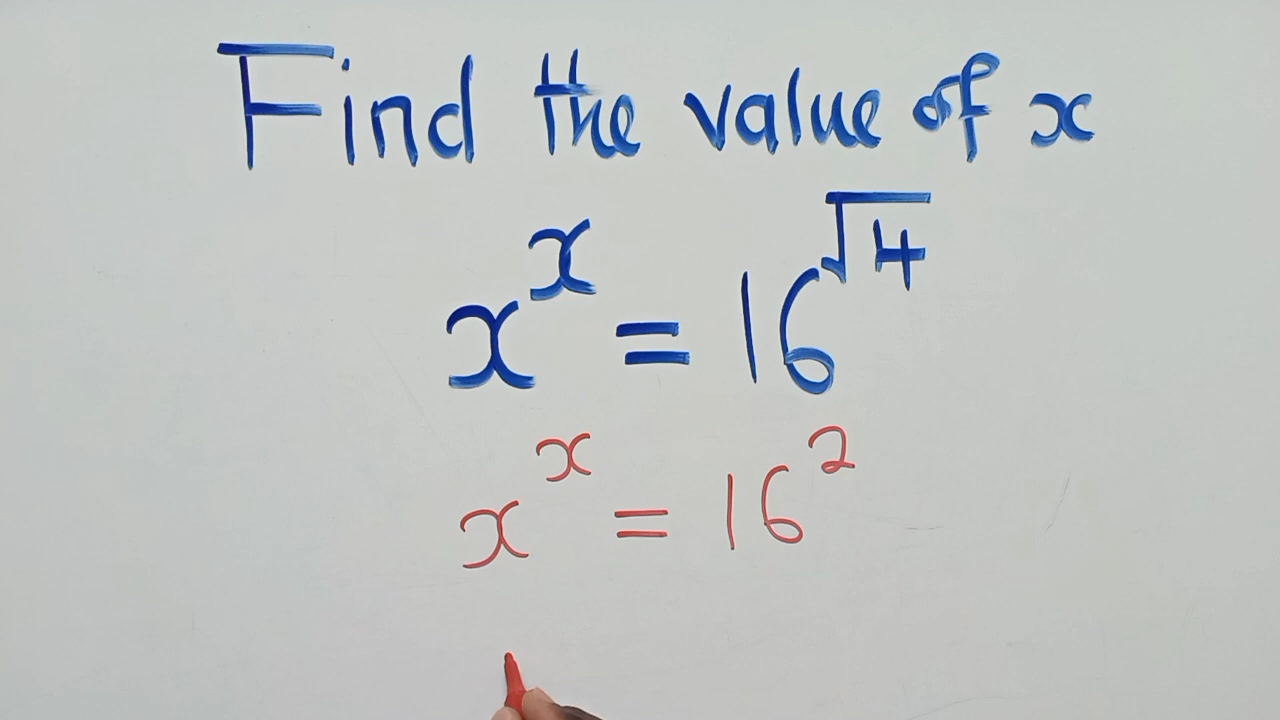 Find the value of x
x^x = 16^√4
x^x = 16^2